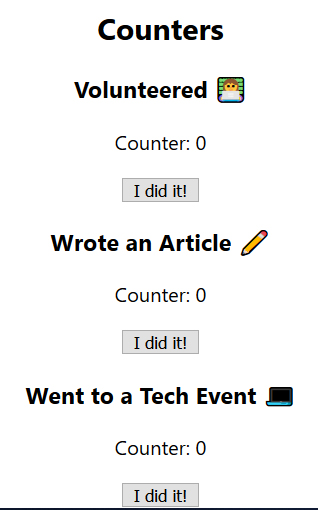 Counters
Volunteered 👩‍💻
Counter: 0
I did it!
Wrote an Article ✏️
Counter: 0
I did it!
Went to a Tech Event 💻
Counter: 0
I did it!